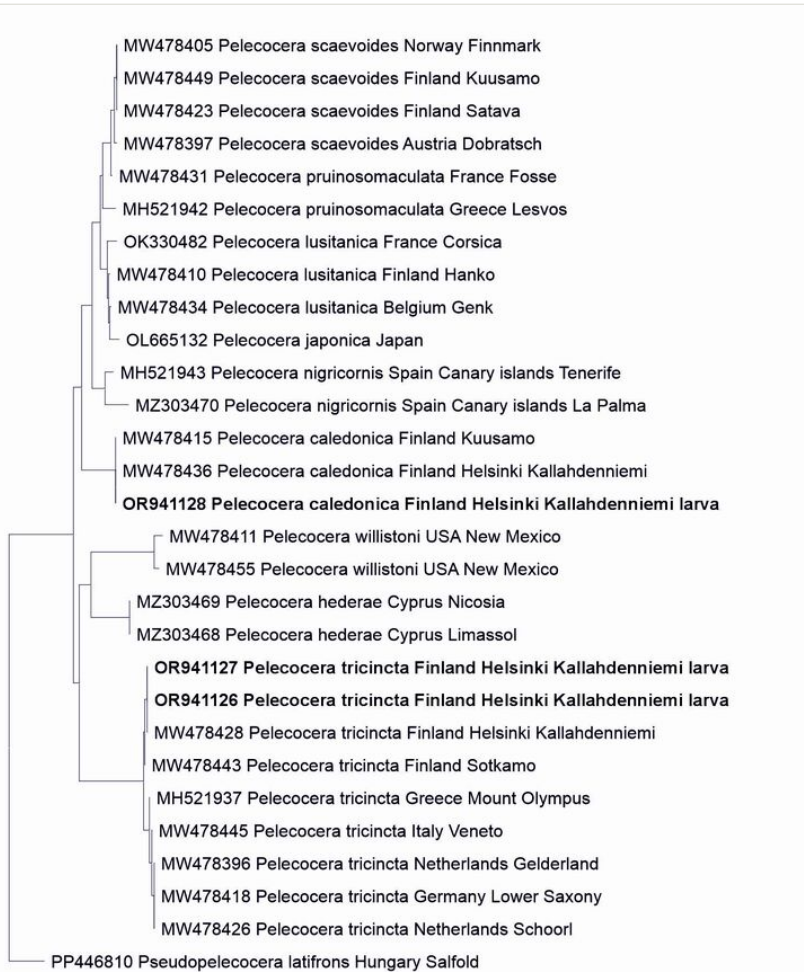 MW478405 Pelecocera scaevoides Norway Finnmark
MW478449 Pelecocera scaevoides Finland Kuusamo
MW478423 Pelecocera scaevoides Finland Satava
MW478397 Pelecocera scaevoides Austria Dobratsch
MW478431 Pelecocera pruinosomaculata France Fosse
MH521942 Pelecocera pruinosomaculata Greece Lesvos
OK330482 Pelecocera lusitanica France Corsica
MW478410 Pelecocera lusitanica Finland Hanko
MW478434 Pelecocera lusitanica Belgium Genk
OL665132 Pelecocera japonica Japan
MH521943 Pelecocera nigricornis Spain Canary islands Tenerife
MZ303470 Pelecocera nigricornis Spain Canary islands La Palma
MW478415 Pelecocera caledonica Finland Kuusamo
MW478436 Pelecocera caledonica Finland Helsinki Kallahdenniemi
OR941128 Pelecocera caledonica Finland Helsinki Kallahdenniemi larva
MW478411 Pelecocera willistoni USA New Mexico
MW478455 Pelecocera willistoni USA New Mexico
MZ303469 Pelecocera hederae Cyprus Nicosia
MZ303468 Pelecocera hederae Cyprus Limassol
OR941127 Pelecocera tricincta Finland Helsinki Kallahdenniemi larva
OR941126 Pelecocera tricincta Finland Helsinki Kallahdenniemi larva
MW478428 Pelecocera tricincta Finland Helsinki Kallahdenniemi
MW478443 Pelecocera tricincta Finland Sotkamo
MH521937 Pelecocera tricincta Greece Mount Olympus
MW478445 Pelecocera tricincta Italy Veneto
MW478396 Pelecocera tricincta Netherlands Gelderland
MW478418 Pelecocera tricincta Germany Lower Saxony
MW478426 Pelecocera tricincta Netherlands Schoorl
PP446810 Pseudopelecocera latifrons Hungary Salfold